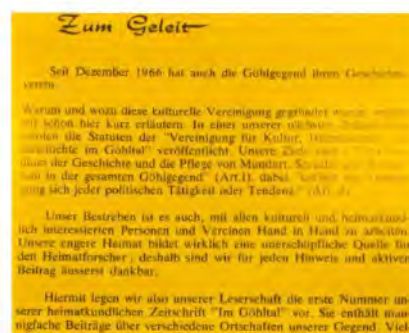 Zum Geleit
Seit Dezember 1966 hat auch die Göhlgegend ihren Geschichts-
verein.
Warum und wozu diese kulturelle Vereinigung gegründet wurde,
schon hier kurz erläutern. In einer unserer nächsten
werden die Statuten der "Vereinigung für Kultur,
Geschichte im Göhltal" veröffentlicht. Unsere Ziele
der Geschichte und die Pflege von Mundart,
in der gesamten Göhlgegend" (Art.1). dabei
sich jeder politischen Tätigkeit oder Tendenz"
Unser Bestreben ist es auch, mit allen kulturell und heimatkund-
lich interessierten Personen und Vereinen Hand in Hand zu arbeiten.
Unsere engere Heimat bildet wirklich eine unerschöpfliche Quelle für
den Heimatforscher; deshalb sind wir für jeden Hinweis und aktiven
Beitrag äusserst dankbar.
Hiermit legen wir also unserer Leserschaft die erste Nummer un-
serer heimatkundlichen Zeitschrift "Im Göhltal" vor. Sie enthält man-
nigfache Beiträge über verschiedene Ortschaften unserer Gegend. Viel